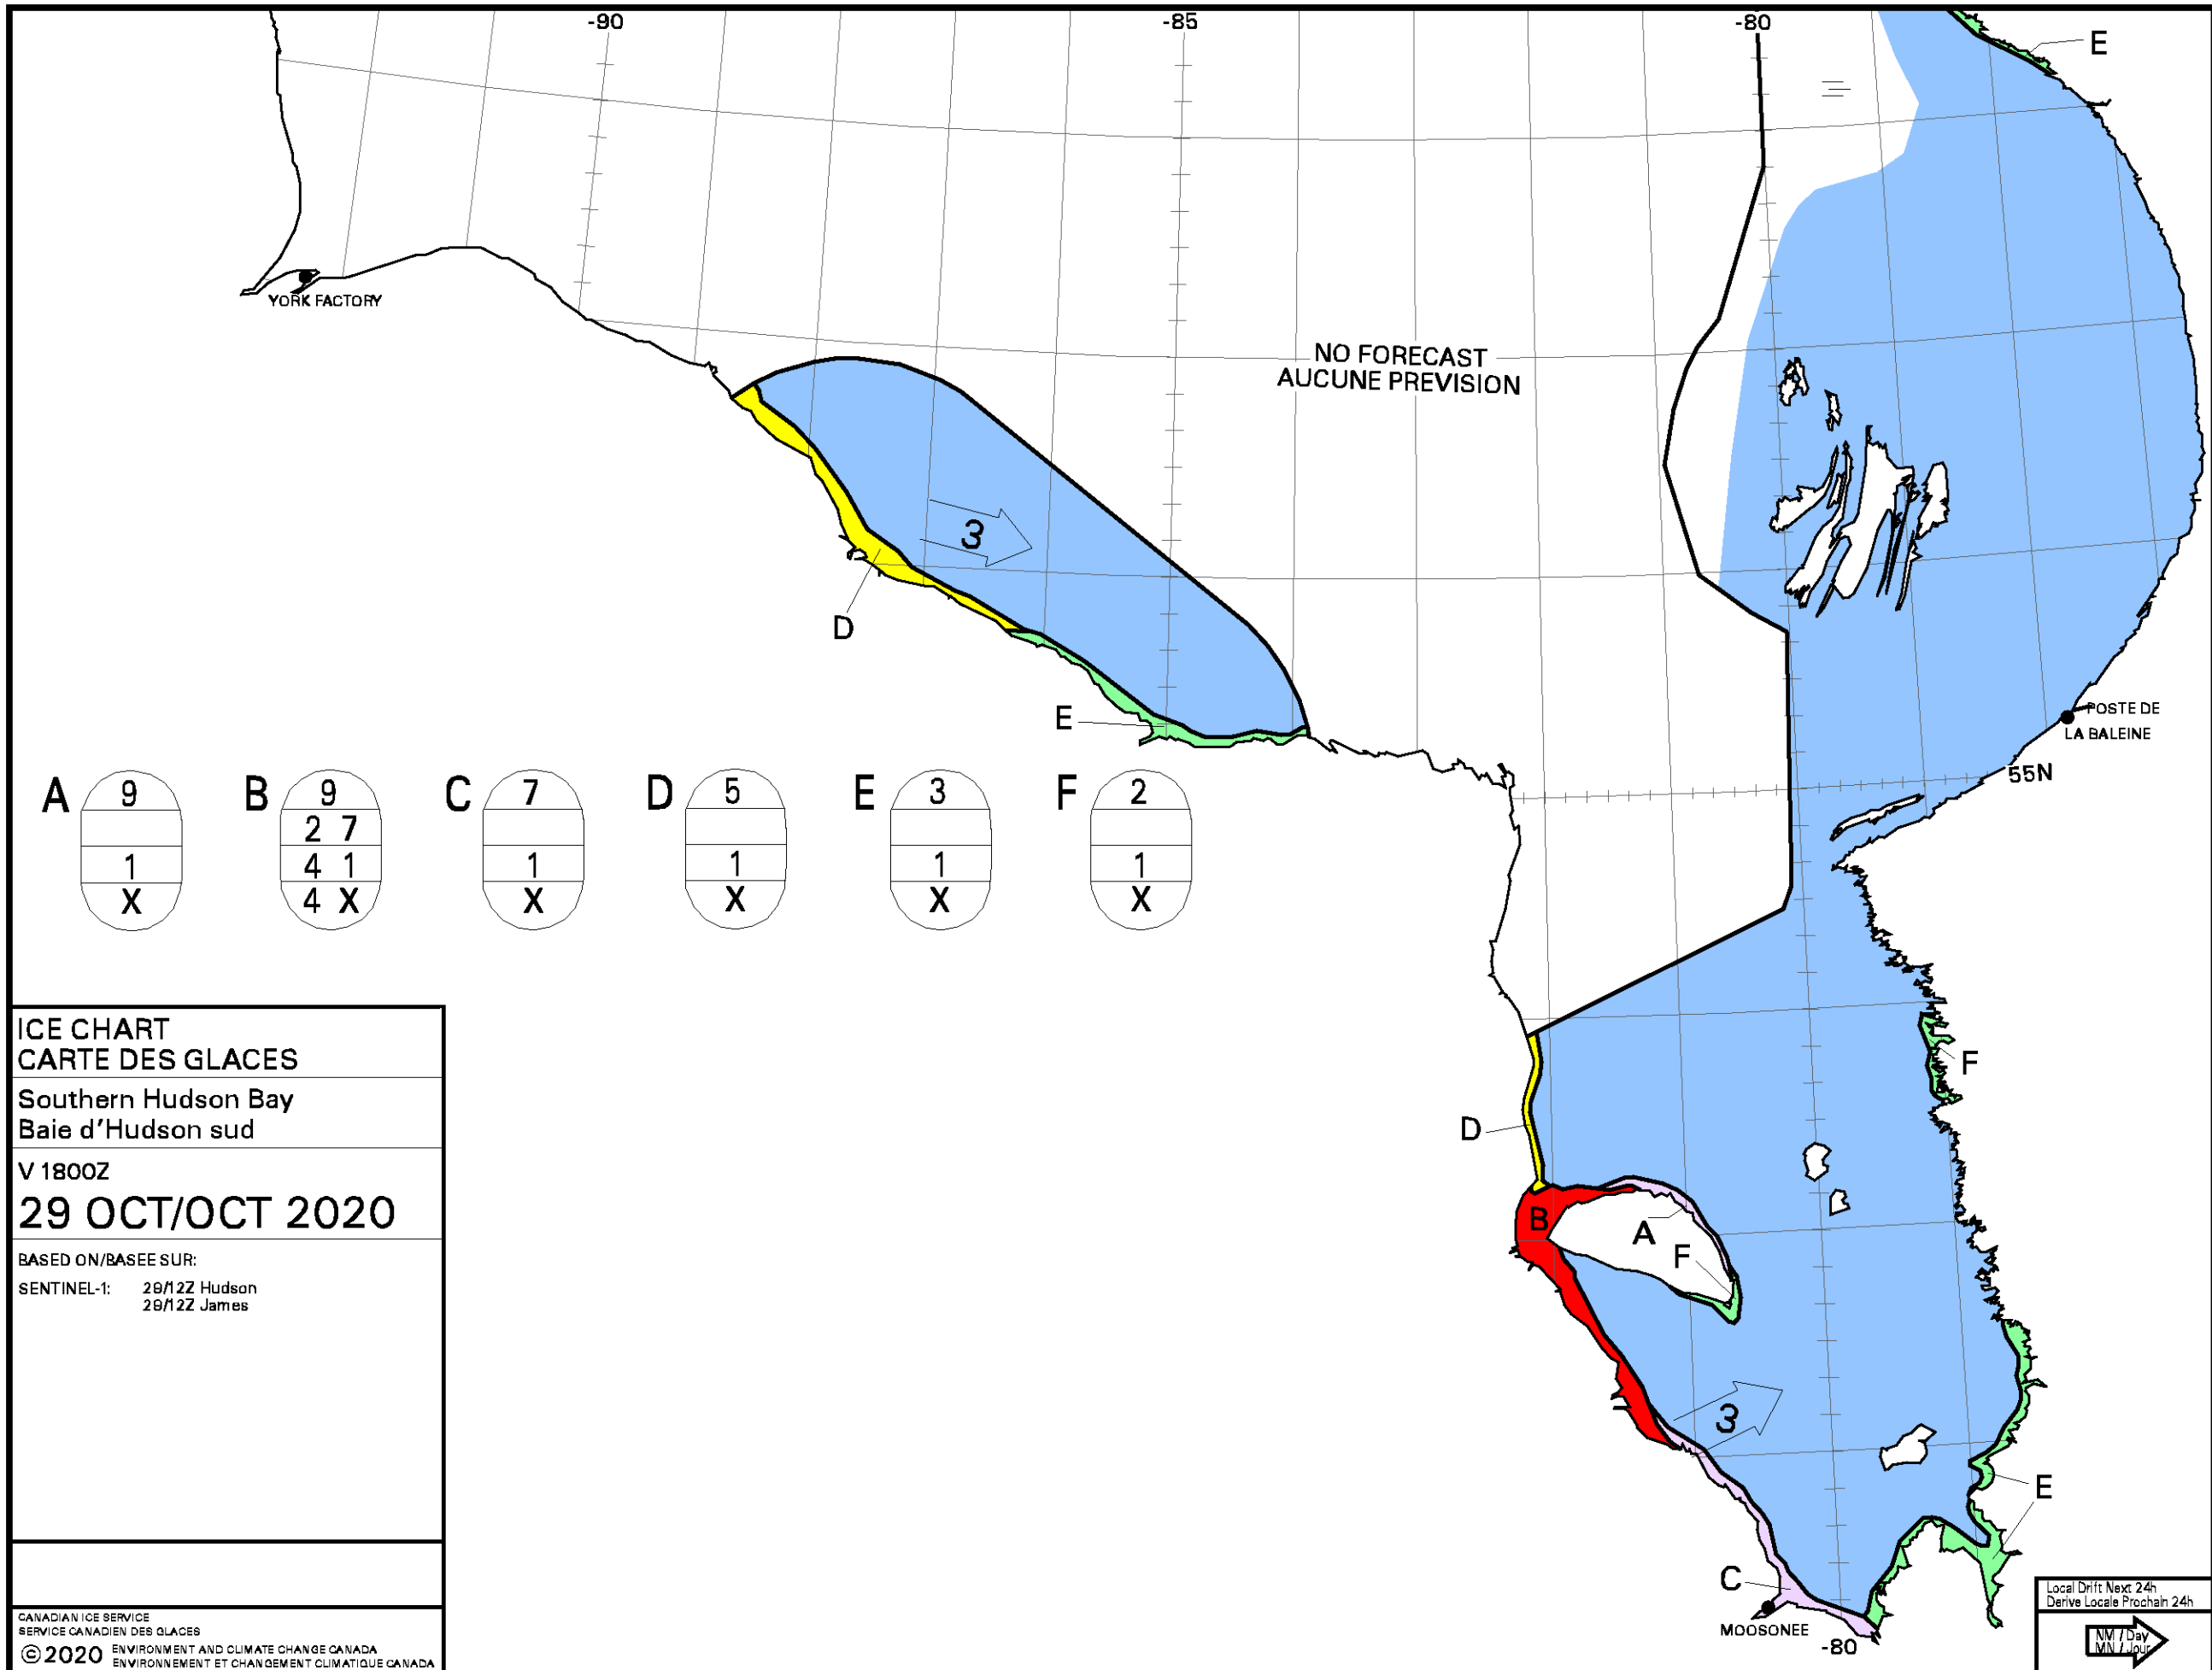 -90
-85
-80
E
YORK FACTORY
NO FORECAST
AUCUNE PREVISION
3
D
E
POSTE DE
LA BALEINE
55N
A
9
1
X
B
9
2 7
4 1
4 X
C
7
1
X
D
5
1
X
E
3
1
X
F
2
1
X
ICE CHART
CARTE DES GLACES
Southern Hudson Bay
Baie d'Hudson sud
V 1800Z
29 OCT/OCT 2020
BASED ON/BASEE SUR:
SENTINEL-1: 29/12Z Hudson
29/12Z James
F
D
B
A
F
3
E
C
MOOSONEE
-80
CANADIAN ICE SERVICE
SERVICE CANADIEN DES GLACES
©2020 ENVIRONMENT AND CLIMATE CHANGE CANADA
ENVIRONNEMENT ET CHANGEMENT CLIMATIQUE CANADA
Local Drift Next 24h
Derive Locale Prochain 24h
NM / Day
MN / Jour